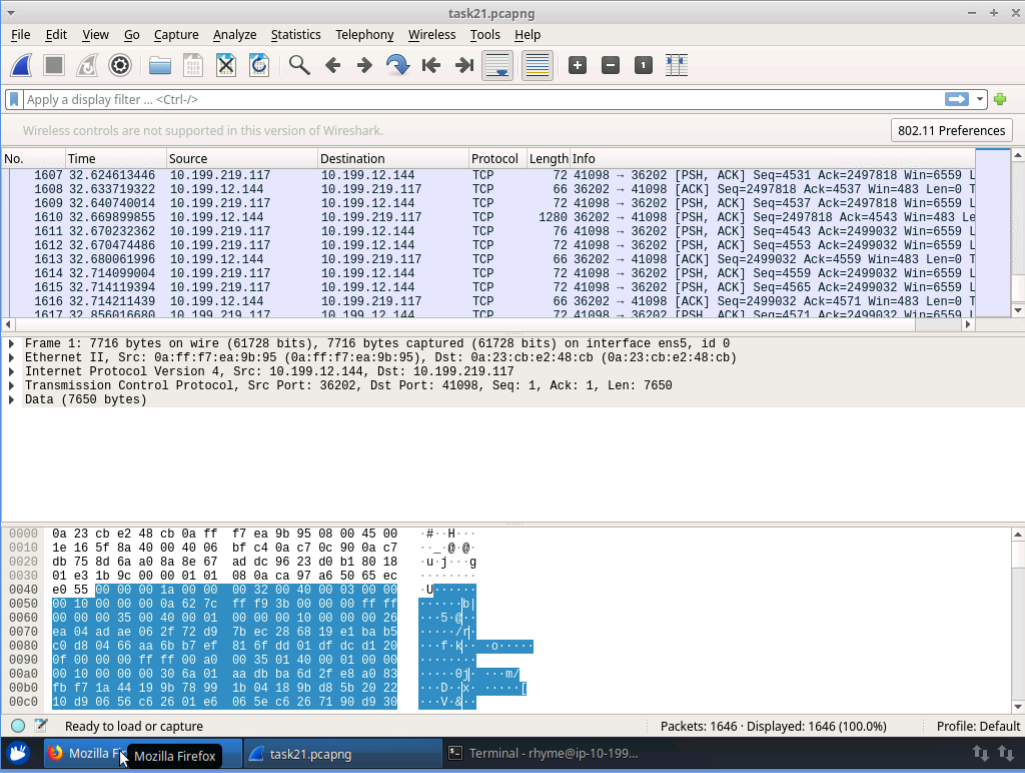 task21.pcapng
File Edit View Go Capture Analyze Statistics Telephony Wireless Tools Help
Apply a display filter ... <Ctrl-/>
Wireless controls are not supported in this version of Wireshark.
802.11 Preferences
No. Time Source Destination Protocol Length Info
1607 32.624613446 10.199.219.117 10.199.12.144 TCP 72 41098 → 36202 [PSH, ACK] Seq=4531 Ack=2497818 Win=6559 L
1608 32.633719322 10.199.12.144 10.199.219.117 TCP 66 36202 → 41098 [ACK] Seq=2497818 Ack=4537 Win=483 Len=0 T
1609 32.640740014 10.199.219.117 10.199.12.144 TCP 72 41098 → 36202 [PSH, ACK] Seq=4537 Ack=2497818 Win=6559 L
1610 32.669899855 10.199.12.144 10.199.219.117 TCP 1280 36202 → 41098 [PSH, ACK] Seq=2497818 Ack=4543 Win=483 Le
1611 32.670232362 10.199.219.117 10.199.12.144 TCP 76 41098 → 36202 [PSH, ACK] Seq=4543 Ack=2499032 Win=6559 L
1612 32.670474486 10.199.219.117 10.199.12.144 TCP 72 41098 → 36202 [PSH, ACK] Seq=4553 Ack=2499032 Win=6559 L
1613 32.680061996 10.199.12.144 10.199.219.117 TCP 66 36202 → 41098 [ACK] Seq=2499032 Ack=4559 Win=483 Len=0 T
1614 32.714099004 10.199.219.117 10.199.12.144 TCP 72 41098 → 36202 [PSH, ACK] Seq=4559 Ack=2499032 Win=6559 L
1615 32.714119394 10.199.219.117 10.199.12.144 TCP 72 41098 → 36202 [PSH, ACK] Seq=4565 Ack=2499032 Win=6559 L
1616 32.714211439 10.199.12.144 10.199.219.117 TCP 66 36202 → 41098 [ACK] Seq=2499032 Ack=4571 Win=483 Len=0 T
1617 32.856016680 10.199.219.117 10.199.12.144 TCP 72 41098 → 36202 [PSH, ACK] Seq=4571 Ack=2499032 Win=6559 L
Frame 1: 7716 bytes on wire (61728 bits), 7716 bytes captured (61728 bits) on interface ens5, id 0
Ethernet II, Src: 0a:ff:f7:ea:9b:95 (0a:ff:f7:ea:9b:95), Dst: 0a:23:cb:e2:48:cb (0a:23:cb:e2:48:cb)
Internet Protocol Version 4, Src: 10.199.12.144, Dst: 10.199.219.117
Transmission Control Protocol, Src Port: 36202, Dst Port: 41098, Seq: 1, Ack: 1, Len: 7650
Data (7650 bytes)
0000 0a 23 cb e2 48 cb 0a ff f7 ea 9b 95 08 00 45 00 ·#··H···
0010 1e 16 5f 8a 40 00 40 06 bf c4 0a c7 0c 90 0a c7 ··_·@·@·
0020 db 75 8d 6a a0 8a 8e 67 ad dc 96 23 d0 b1 80 18 ·u·j···g
0030 01 e3 1b 9c 00 00 01 01 08 0a ca 97 a6 50 65 ec ········
0040 e0 55 00 00 00 1a 00 00 00 32 00 40 00 03 00 00 ·U······
0050 00 10 00 00 00 0a 62 7c ff f9 3b 00 00 00 ff ff ······b|
0060 00 00 00 35 00 40 00 01 00 00 00 10 00 00 00 26 ···5·@··
0070 ea 04 ad ae 06 2f 72 d9 7b ec 28 68 19 e1 ba b5 ·····/r·
0080 c0 d8 04 66 aa 6b b7 ef 81 6f dd 01 df dc d1 20 ···f·k·· ·o·····
0090 0f 00 00 00 ff ff 00 a0 00 35 01 40 00 01 00 00 ········
00a0 00 10 00 00 00 30 6a 01 aa db ba 6d 2f e8 a0 83 ·····0j· ···m/
00b0 fb f7 1a 44 19 9b 78 99 1b 04 18 9b d8 5b 20 22 ···D··x· ·····[
00c0 10 d9 06 56 c6 26 01 e6 06 5e c6 26 71 90 d9 30 ···V·&··
Ready to load or capture
Packets: 1646 · Displayed: 1646 (100.0%)
Profile: Default
Mozilla Fi
Mozilla Firefox
task21.pcapng
Terminal - rhyme@ip-10-199...